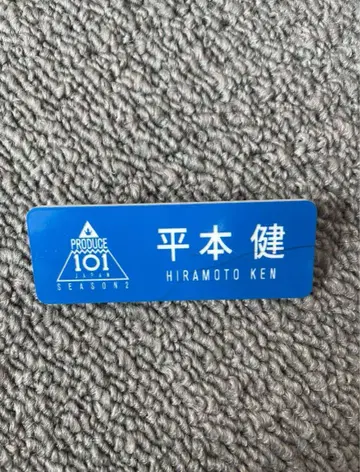 PRODUCE
101
JAPAN
SEASON2
平本 健
HIRAMOTO KEN